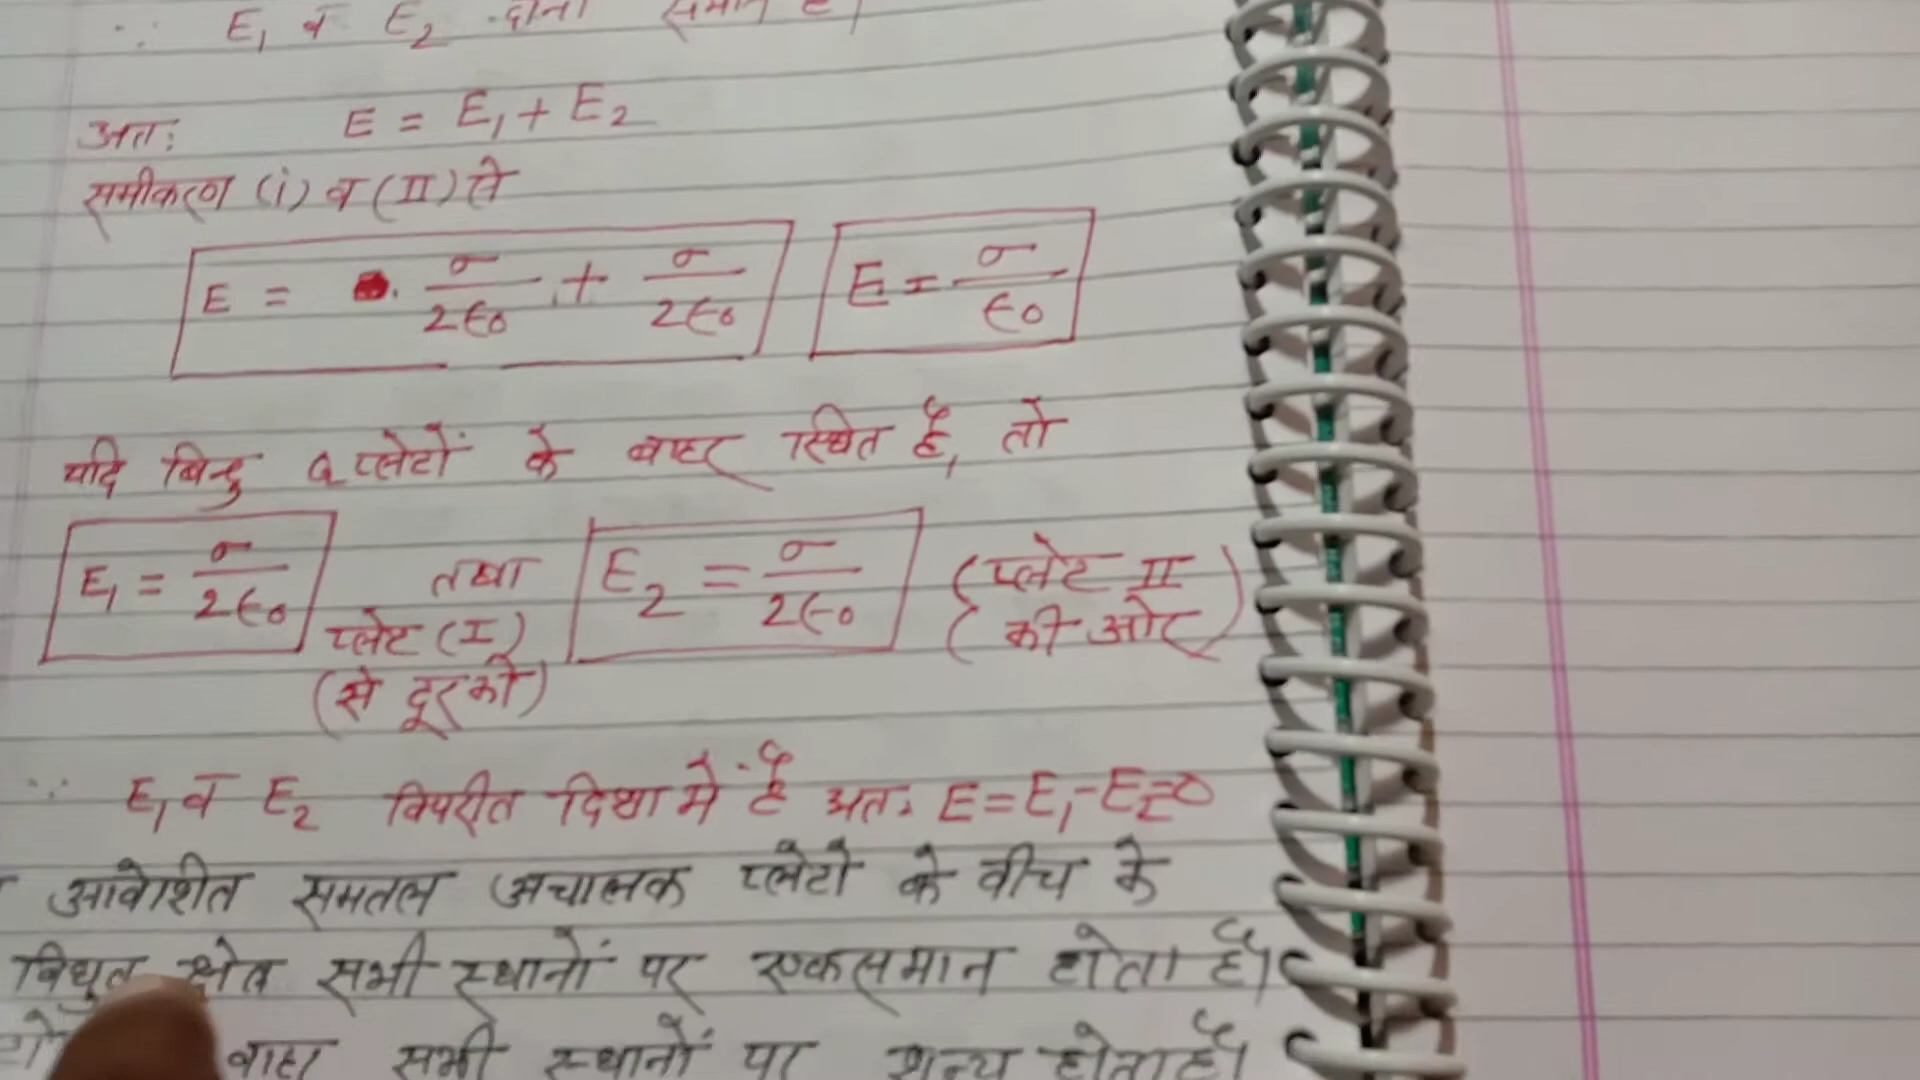 ∵ E₁ व E₂ दोनो समान है।
अतः E = E₁ + E₂
समीकरण (i) व (II) से
E = σ/2ϵ₀ + σ/2ϵ₀ E = σ/ϵ₀
यदि बिन्दु Q प्लेटों के बाहर स्थित है, तो
E₁ = σ/2ϵ₀ तथा E₂ = σ/2ϵ₀ (प्लेट II
प्लेट (I) की ओर)
(से दूर को)
∵ E₁ व E₂ विपरीत दिशा मे है अतः E = E₁ - E₂ = 0
आवेशीत समतल अचालक प्लेटो के बीच के
विधुत क्षेत्र सभी स्थानों पर एकसमान होता है।
बाहर सभी स्थानों पर शून्य होता है।